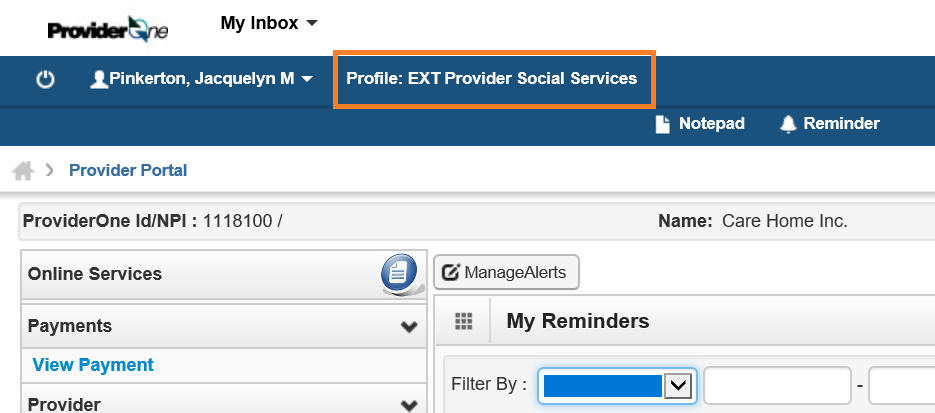 ProviderOne My Inbox
Pinkerton, Jacquelyn M Profile: EXT Provider Social Services
Notepad Reminder
Provider Portal
ProviderOne Id/NPI : 1118100 / Name: Care Home Inc.
Online Services
ManageAlerts
Payments
My Reminders
View Payment
Filter By : -
Provider